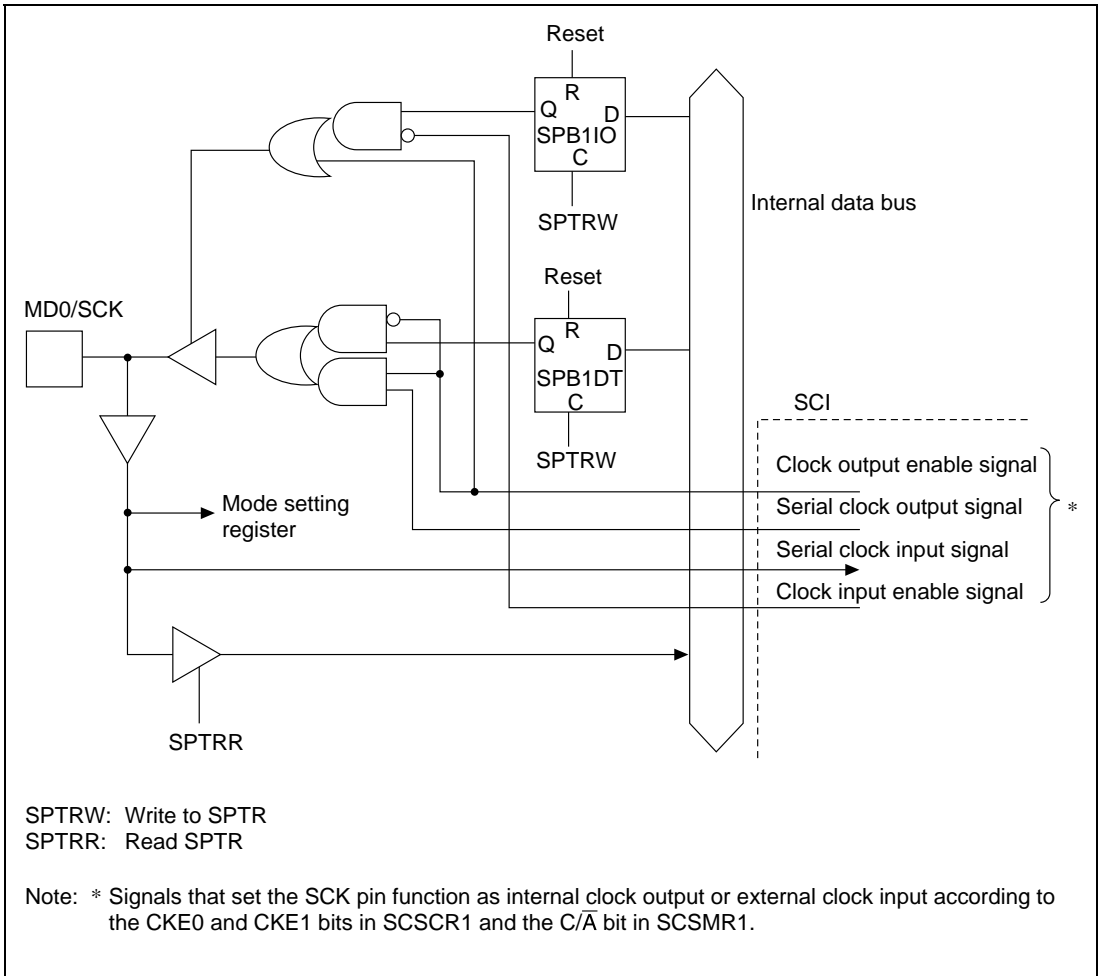 Reset
R
Q
D
SPB1IO
C
SPTRW
Internal data bus
Reset
MD0/SCK
R
Q
D
SPB1DT
C
SCI
SPTRW
Clock output enable signal
Mode setting
register
Serial clock output signal
*
Serial clock input signal
Clock input enable signal
SPTRR
SPTRW: Write to SPTR
SPTRR: Read SPTR
Note: * Signals that set the SCK pin function as internal clock output or external clock input according to
the CKE0 and CKE1 bits in SCSCR1 and the C/A̅ bit in SCSMR1.